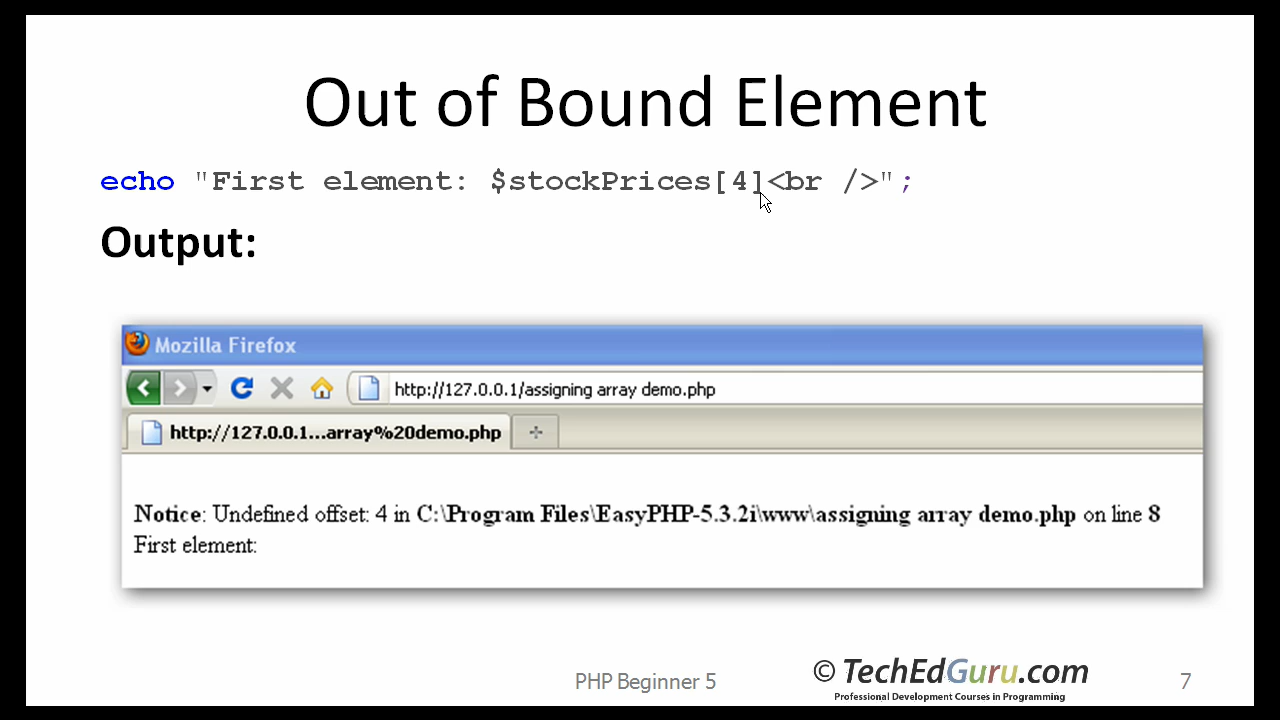 Out of Bound Element
echo "First element: $stockPrices[4]<br />";
Output:
Mozilla Firefox
http://127.0.0.1/assigning array demo.php
http://127.0.0.1...array%20demo.php
Notice: Undefined offset: 4 in C:\Program Files\EasyPHP-5.3.2i\www\assigning array demo.php on line 8
First element:
PHP Beginner 5
© TechEdGuru.com
Professional Development Courses in Programming
7